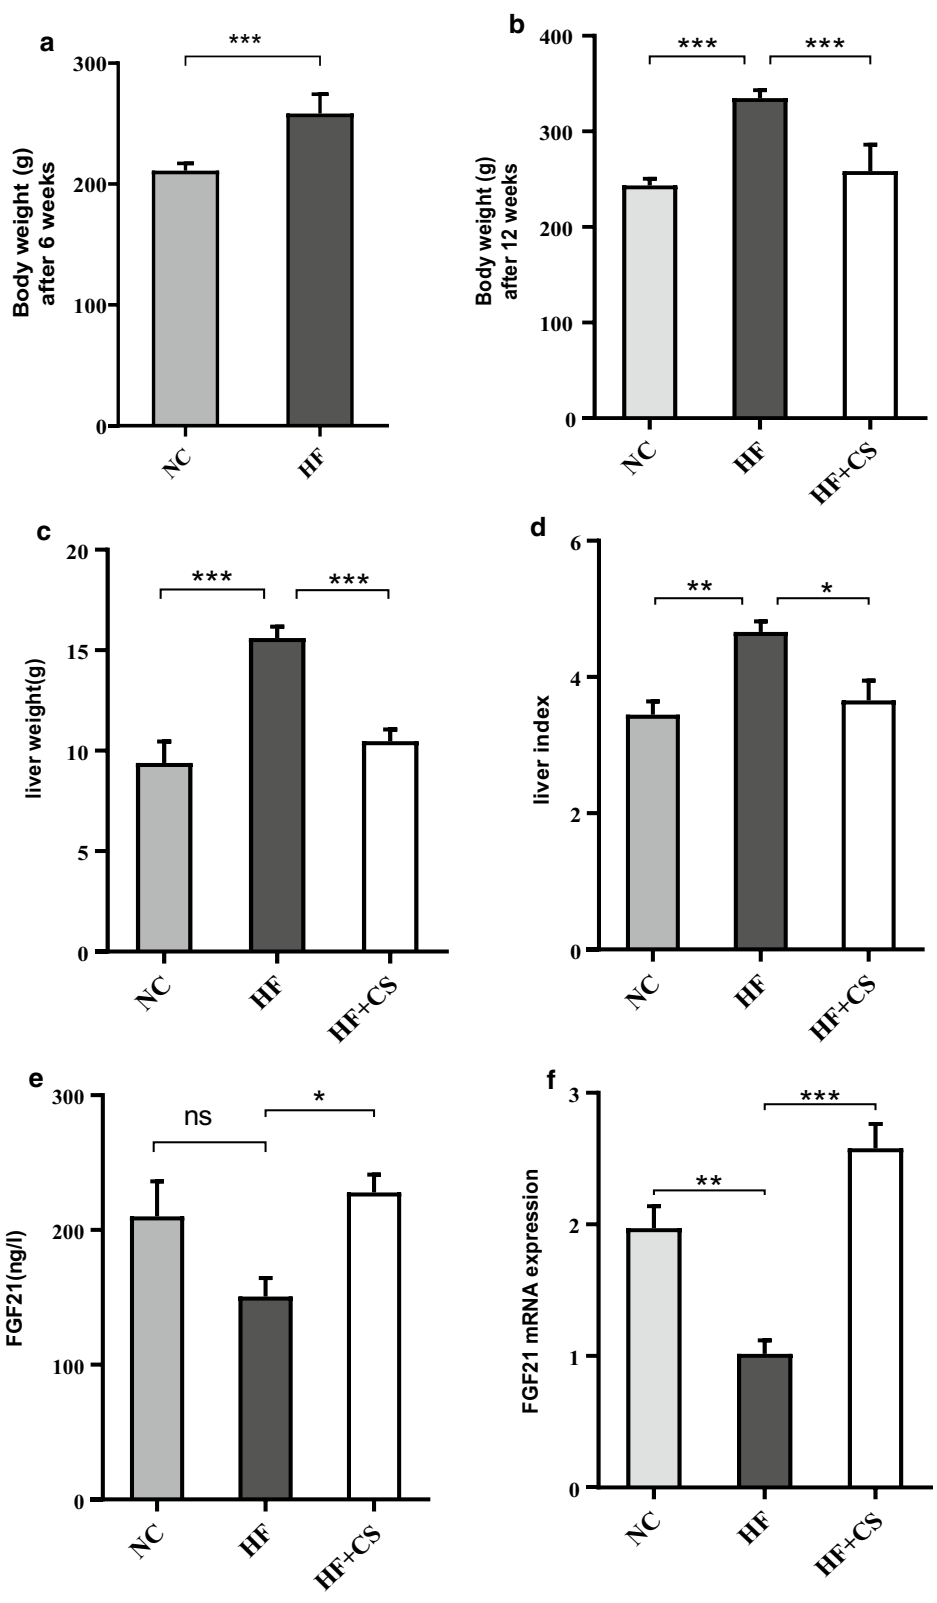 a
***
300
200
100
0
Body weight (g)
after 6 weeks
NC
HF
b
***
***
400
300
200
100
0
Body weight (g)
after 12 weeks
NC
HF
HF+CS
c
***
***
20
15
10
5
0
liver weight(g)
NC
HF
HF+CS
d
**
*
6
4
2
0
liver index
NC
HF
HF+CS
e
ns
*
300
200
100
0
FGF21(ng/l)
NC
HF
HF+CS
f
**
***
3
2
1
0
FGF21 mRNA expression
NC
HF
HF+CS